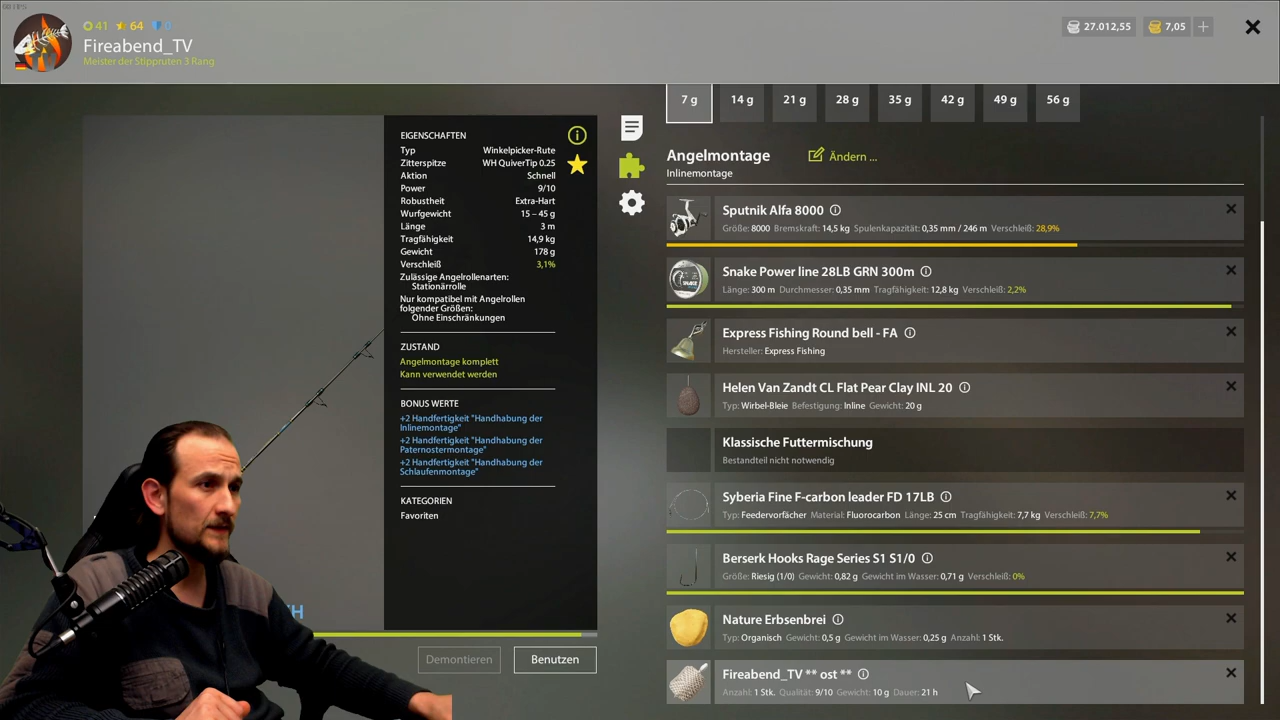 41 64 0
Fireabend_TV
Meister der Stippruten 3 Rang
27.012,55 7,05
EIGENSCHAFTEN
Typ Winkelpicker-Rute
Zitterspitze WH QuiverTip 0.25
Aktion Schnell
Power 9/10
Robustheit Extra-Hart
Wurfgewicht 15 – 45 g
Länge 3 m
Tragfähigkeit 14,9 kg
Gewicht 178 g
Verschleiß 3,1%
Zulässige Angelrollenarten:
Stationärrolle
Nur kompatibel mit Angelrollen
folgender Größen:
Ohne Einschränkungen
ZUSTAND
Angelmontage komplett
Kann verwendet werden
BONUS WERTE
+2 Handfertigkeit "Handhabung der
Inlinemontage"
+2 Handfertigkeit "Handhabung der
Paternostermontage"
+2 Handfertigkeit "Handhabung der
Schlaufenmontage"
KATEGORIEN
Favoriten
Demontieren Benutzen
7 g 14 g 21 g 28 g 35 g 42 g 49 g 56 g
Angelmontage Ändern ...
Inlinemontage
Sputnik Alfa 8000
Größe: 8000 Bremskraft: 14,5 kg Spulenkapazität: 0,35 mm / 246 m Verschleiß: 28,9%
Snake Power line 28LB GRN 300m
Länge: 300 m Durchmesser: 0,35 mm Tragfähigkeit: 12,8 kg Verschleiß: 2,2%
Express Fishing Round bell - FA
Hersteller: Express Fishing
Helen Van Zandt CL Flat Pear Clay INL 20
Typ: Wirbel-Bleie Befestigung: Inline Gewicht: 20 g
Klassische Futtermischung
Bestandteil nicht notwendig
Syberia Fine F-carbon leader FD 17LB
Typ: Feedervorfächer Material: Fluorocarbon Länge: 25 cm Tragfähigkeit: 7,7 kg Verschleiß: 7,7%
Berserk Hooks Rage Series S1 S1/0
Größe: Riesig (1/0) Gewicht: 0,82 g Gewicht im Wasser: 0,71 g Verschleiß: 0%
Nature Erbsenbrei
Typ: Organisch Gewicht: 0,5 g Gewicht im Wasser: 0,25 g Anzahl: 1 Stk.
Fireabend_TV ** ost **
Anzahl: 1 Stk. Qualität: 9/10 Gewicht: 10 g Dauer: 21 h